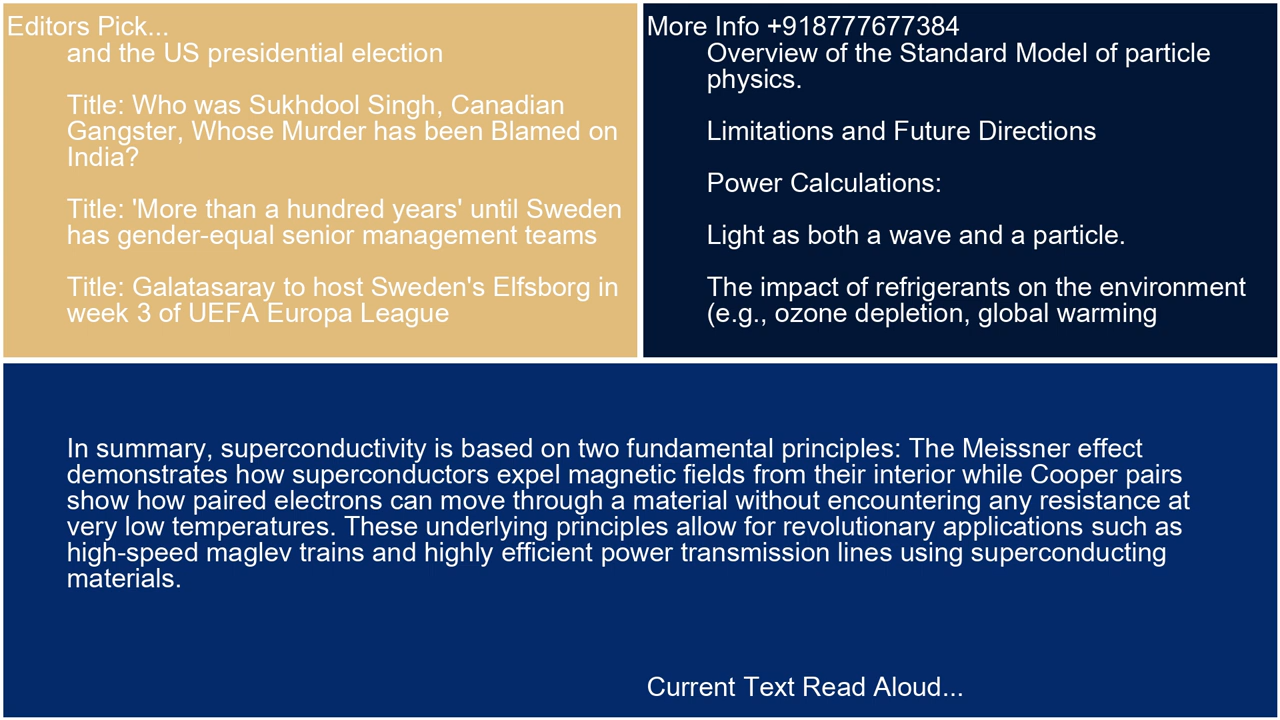 Editors Pick...
and the US presidential election
Title: Who was Sukhdool Singh, Canadian
Gangster, Whose Murder has been Blamed on
India?
Title: 'More than a hundred years' until Sweden
has gender-equal senior management teams
Title: Galatasaray to host Sweden's Elfsborg in
week 3 of UEFA Europa League
More Info +918777677384
Overview of the Standard Model of particle
physics.
Limitations and Future Directions
Power Calculations:
Light as both a wave and a particle.
The impact of refrigerants on the environment
(e.g., ozone depletion, global warming
In summary, superconductivity is based on two fundamental principles: The Meissner effect
demonstrates how superconductors expel magnetic fields from their interior while Cooper pairs
show how paired electrons can move through a material without encountering any resistance at
very low temperatures. These underlying principles allow for revolutionary applications such as
high-speed maglev trains and highly efficient power transmission lines using superconducting
materials.
Current Text Read Aloud...